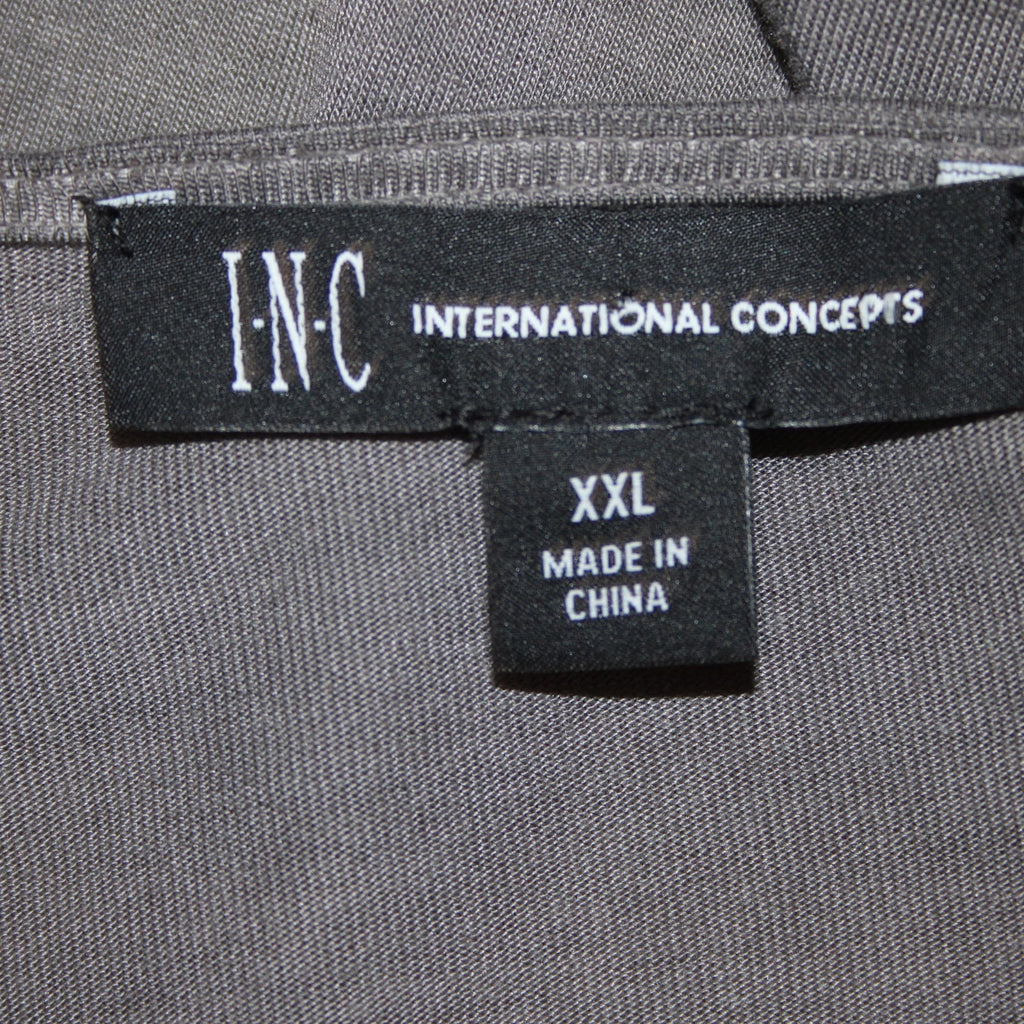 I·N·C INTERNATIONAL CONCEPTS
XXL
MADE IN
CHINA